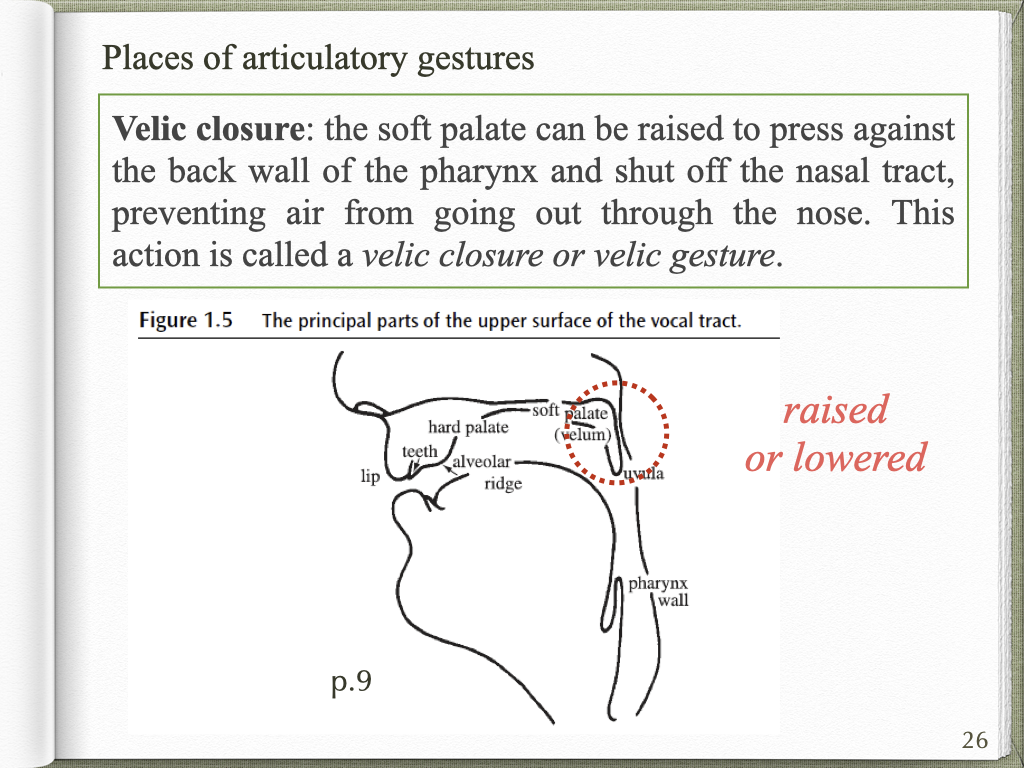 Places of articulatory gestures
Velic closure: the soft palate can be raised to press against
the back wall of the pharynx and shut off the nasal tract,
preventing air from going out through the nose. This
action is called a velic closure or velic gesture.
Figure 1.5 The principal parts of the upper surface of the vocal tract.
soft palate
(velum)
hard palate
teeth
alveolar
ridge
lip
uvula
pharynx
wall
raised
or lowered
p.9
26